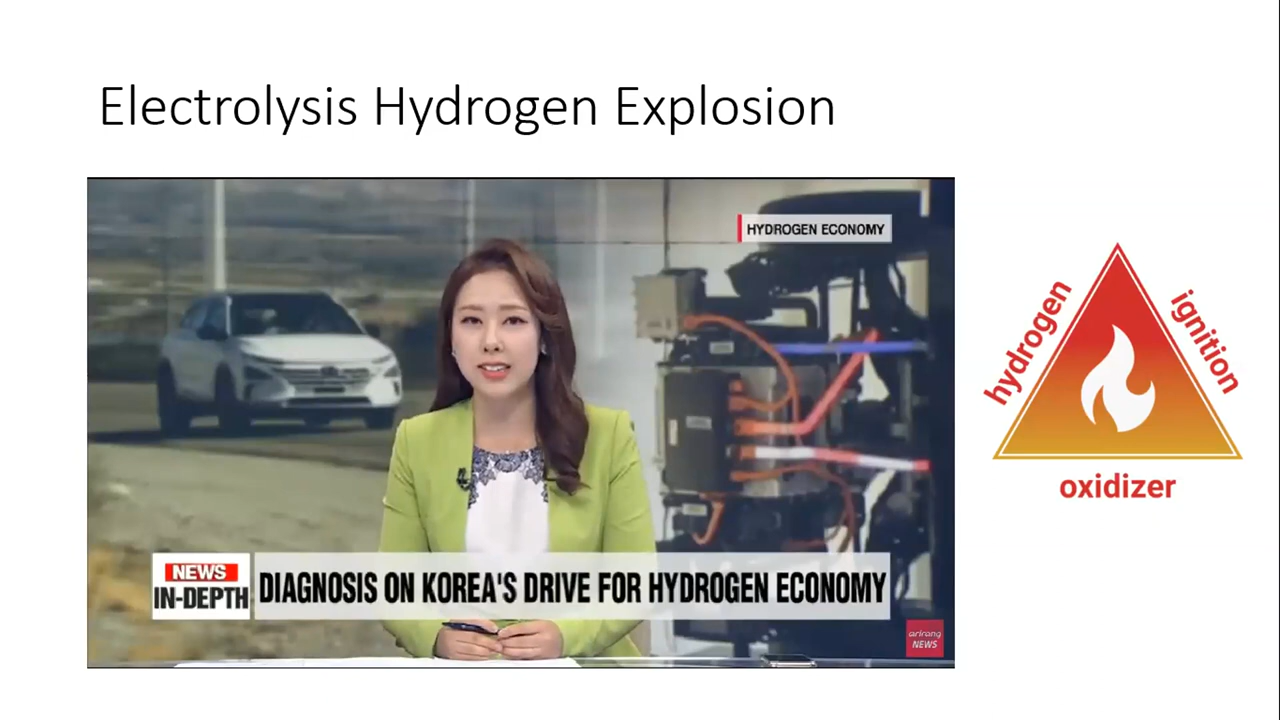 Electrolysis Hydrogen Explosion
HYDROGEN ECONOMY
NEWS
IN-DEPTH
DIAGNOSIS ON KOREA'S DRIVE FOR HYDROGEN ECONOMY
arirang
NEWS
hydrogen
ignition
oxidizer